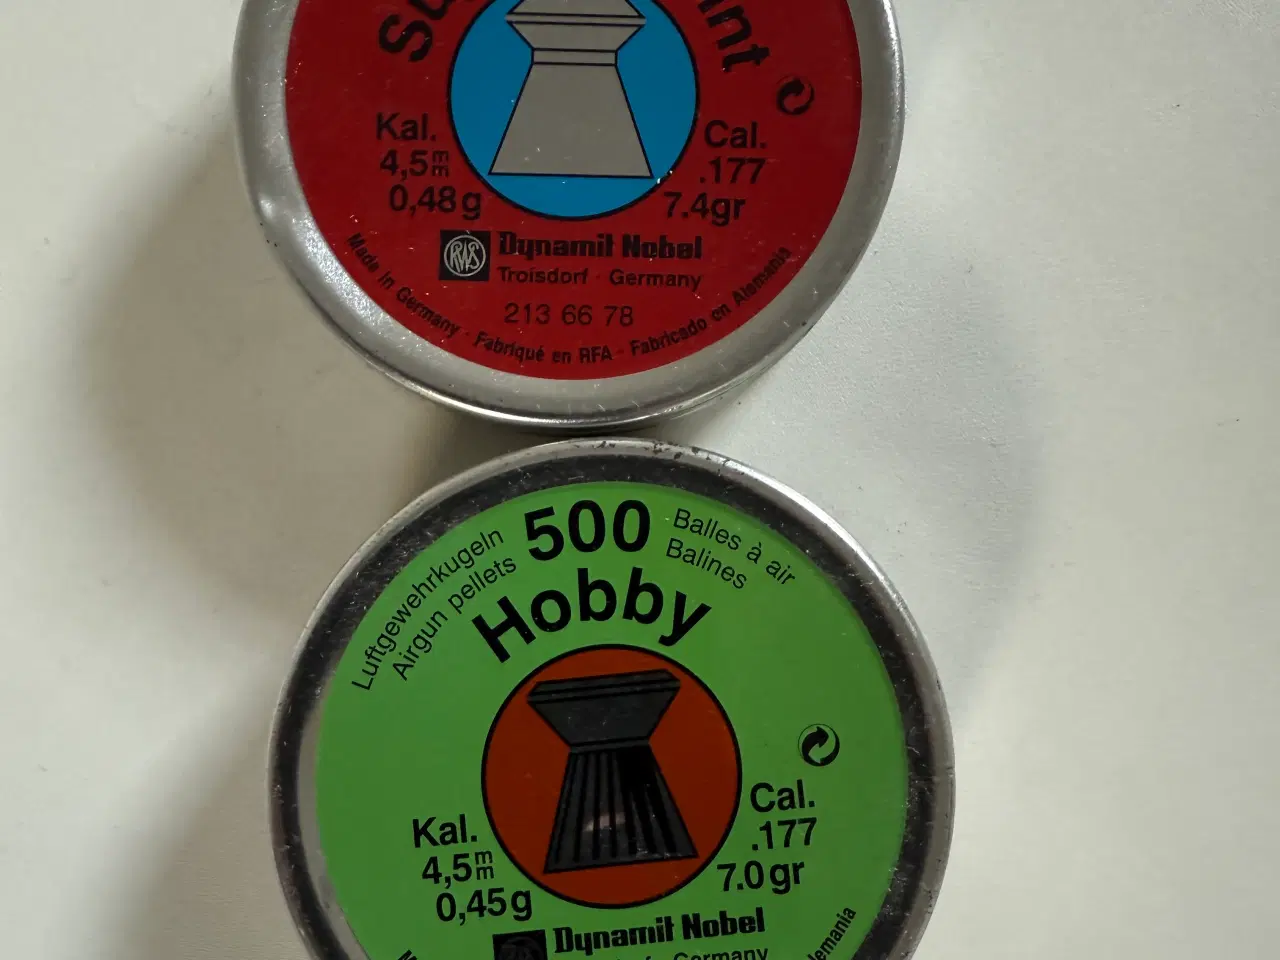 Kal.
4,5mm
0,48g
Cal.
.177
7.4gr
RWS
Dynamit Nobel
Troisdorf · Germany
213 66 78
Made in Germany · Fabriqué en RFA · Fabricado en Alemania
500
Luftgewehrkugeln
Airgun pellets
Balles à air
Balines
Hobby
Kal.
4,5mm
0,45g
Cal.
.177
7.0gr
Dynamit Nobel
Germany